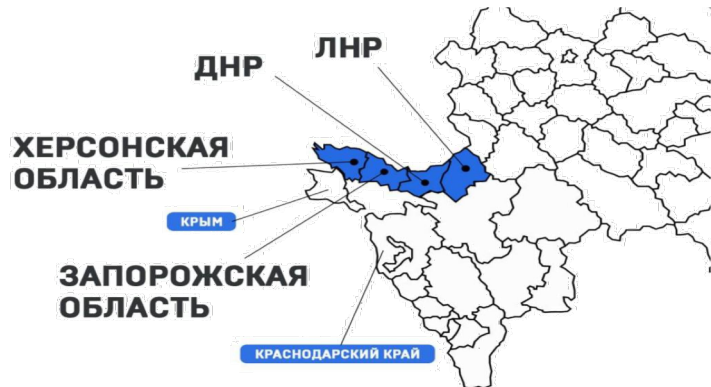 ЛНР
ДНР
ХЕРСОНСКАЯ
ОБЛАСТЬ
КРЫМ
ЗАПОРОЖСКАЯ
ОБЛАСТЬ
КРАСНОДАРСКИЙ КРАЙ